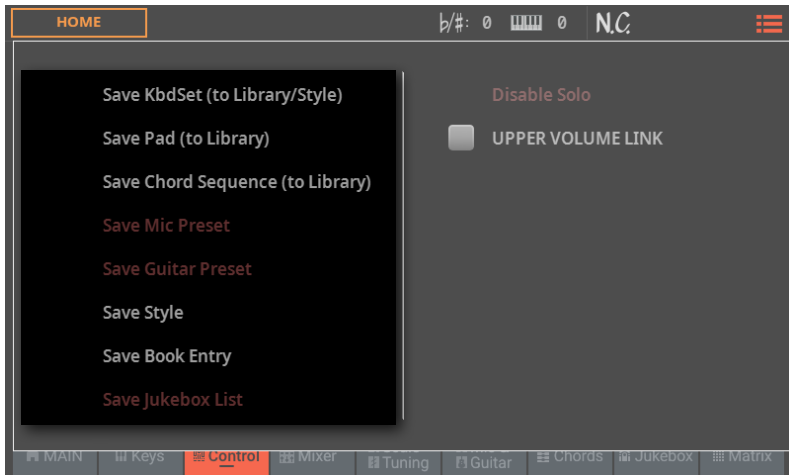 HOME
♭/#: 0 0 N.C.
Save KbdSet (to Library/Style)
Save Pad (to Library)
Save Chord Sequence (to Library)
Save Mic Preset
Save Guitar Preset
Save Style
Save Book Entry
Save Jukebox List
Disable Solo
UPPER VOLUME LINK
MAIN Keys Control Mixer Tuning Guitar Chords Jukebox Matrix